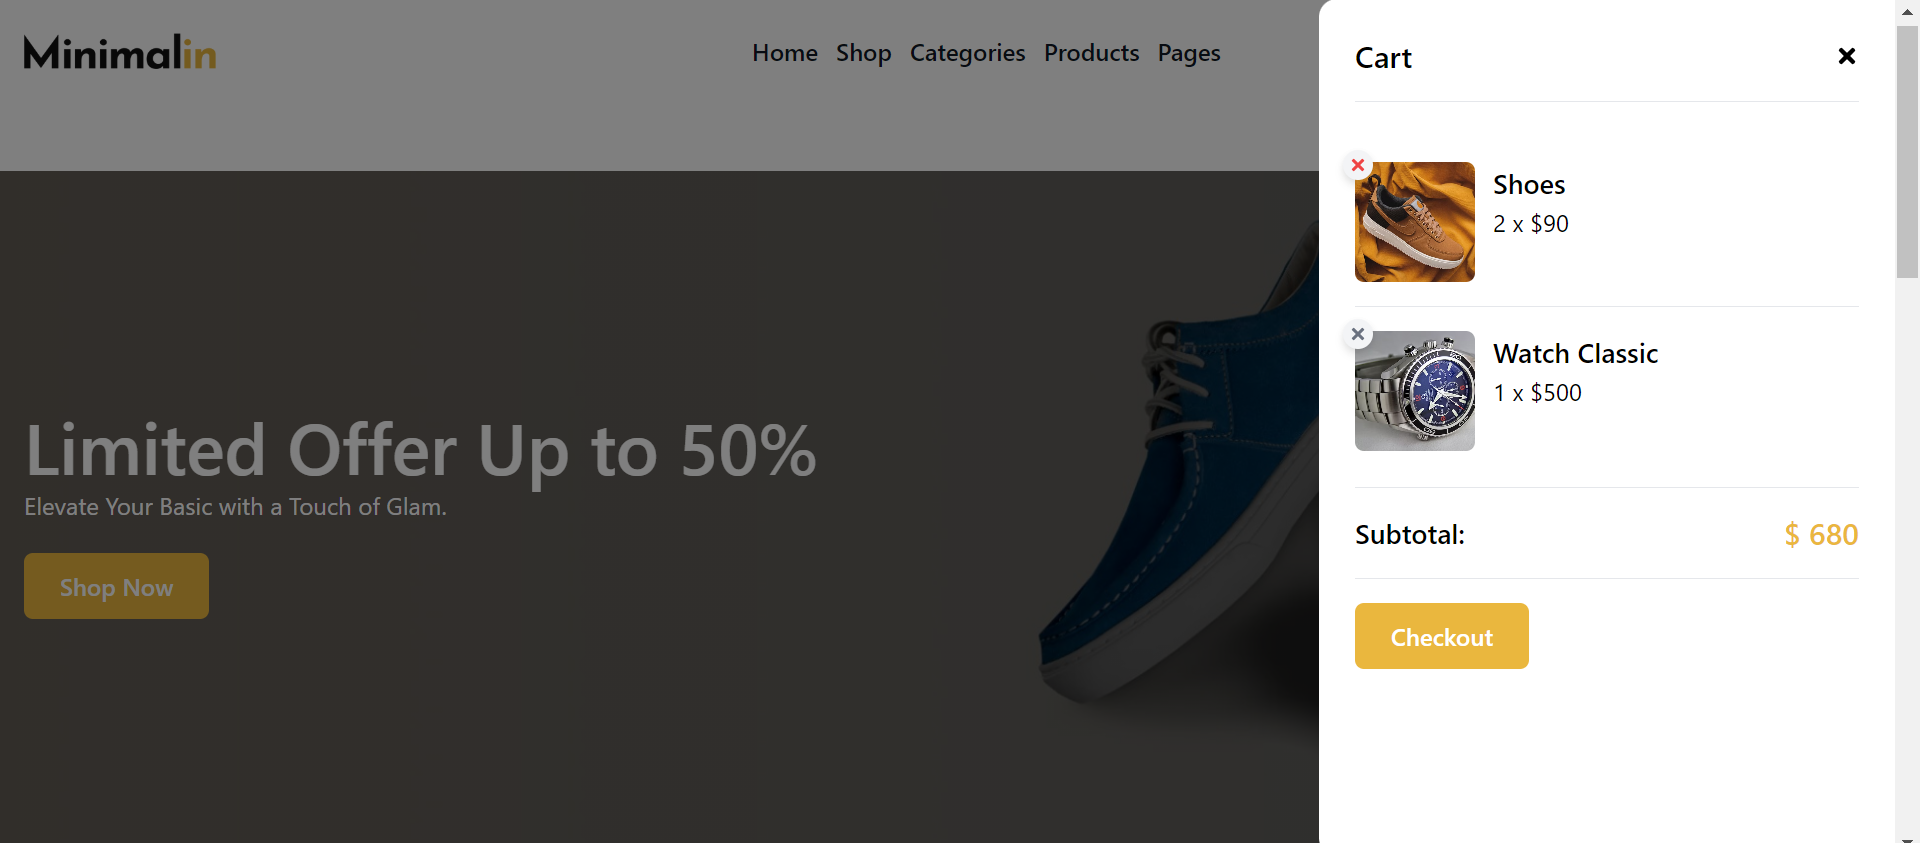 Minimalin
Home Shop Categories Products Pages
Limited Offer Up to 50%
Elevate Your Basic with a Touch of Glam.
Shop Now
Cart
Shoes
2 x $90
Watch Classic
1 x $500
Subtotal: $ 680
Checkout